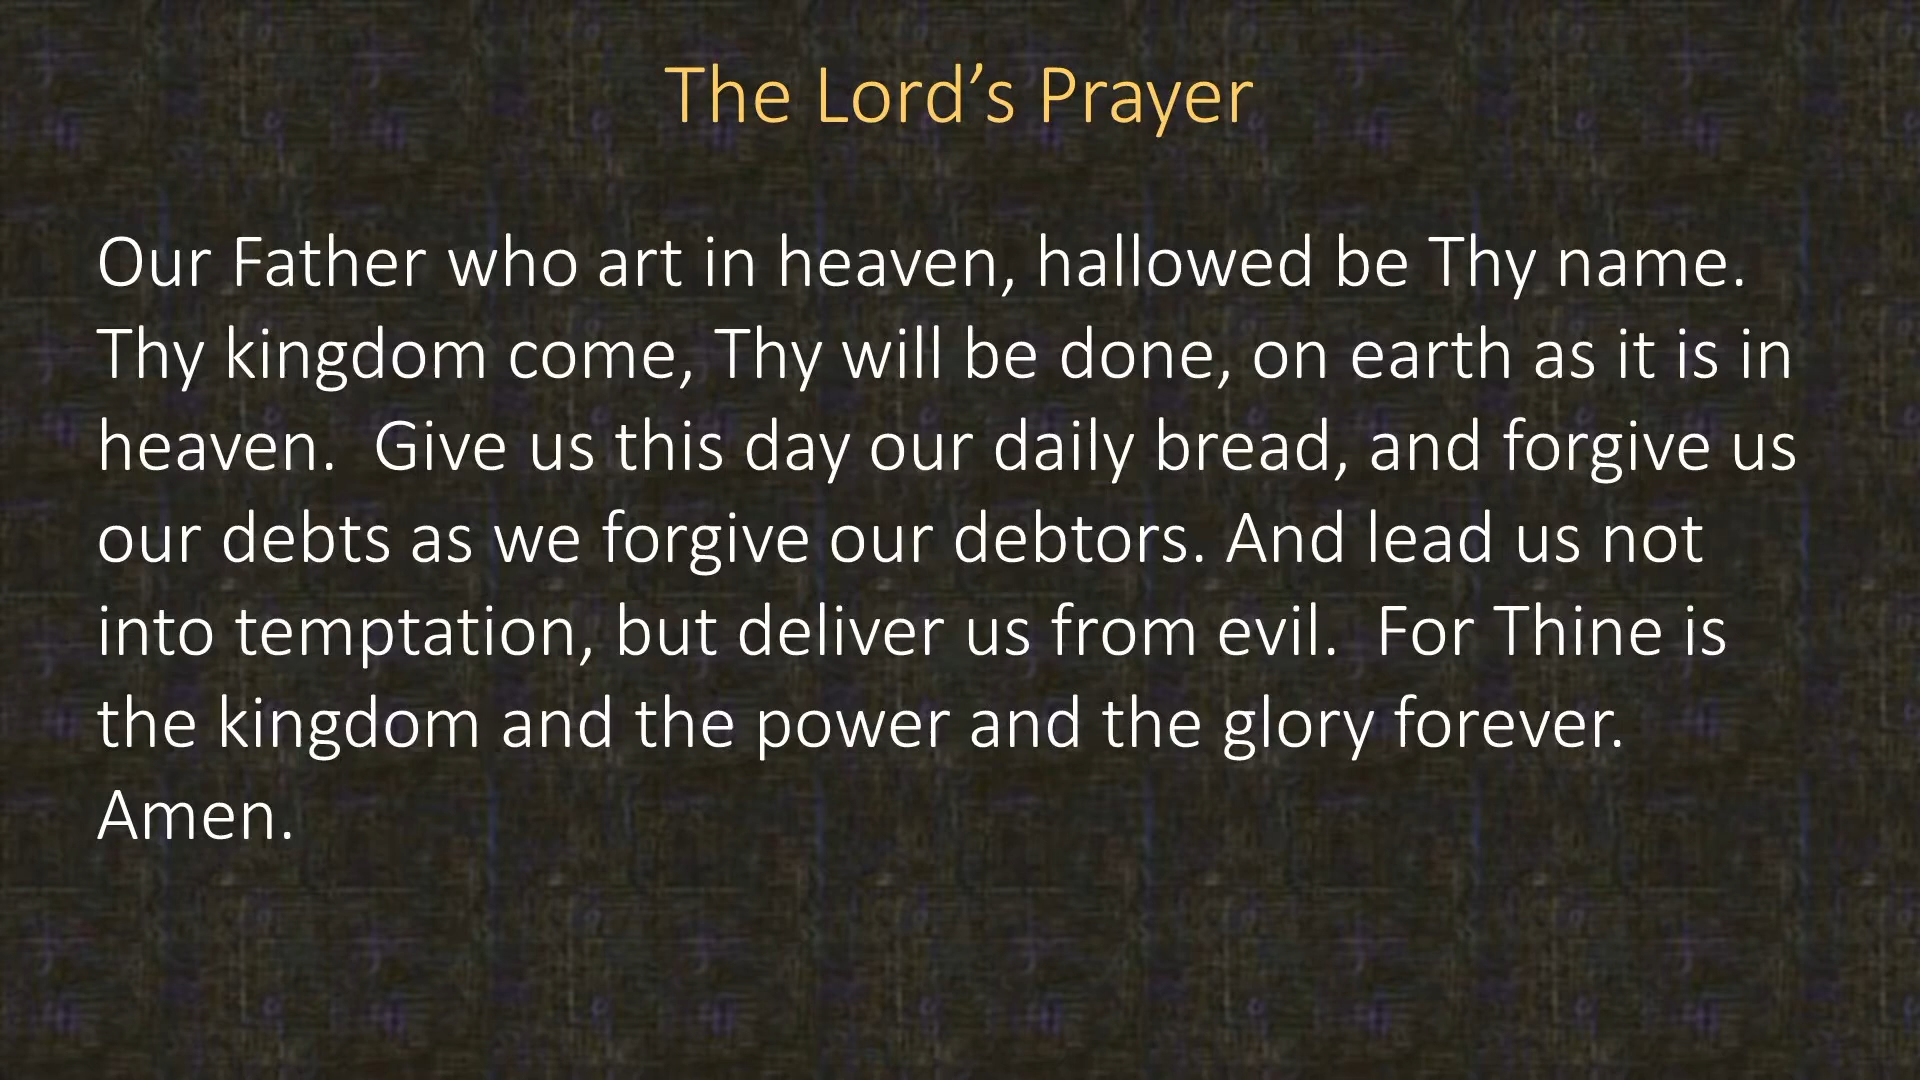 The Lord’s Prayer
Our Father who art in heaven, hallowed be Thy name.
Thy kingdom come, Thy will be done, on earth as it is in
heaven.  Give us this day our daily bread, and forgive us
our debts as we forgive our debtors. And lead us not
into temptation, but deliver us from evil.  For Thine is
the kingdom and the power and the glory forever.
Amen.